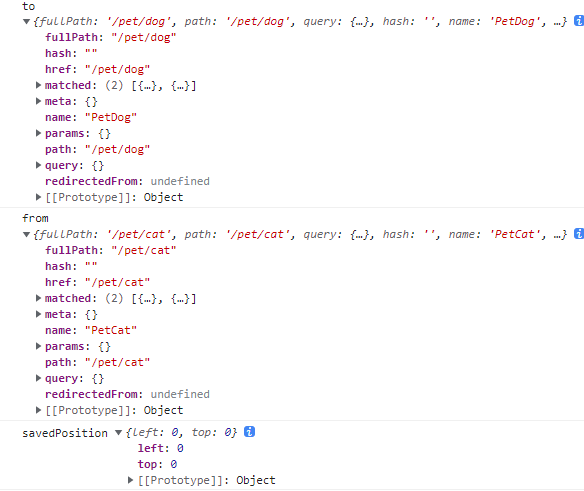 to
{fullPath: '/pet/dog', path: '/pet/dog', query: {…}, hash: '', name: 'PetDog', …} i
fullPath: "/pet/dog"
hash: ""
href: "/pet/dog"
matched: (2) [{…}, {…}]
meta: {}
name: "PetDog"
params: {}
path: "/pet/dog"
query: {}
redirectedFrom: undefined
[[Prototype]]: Object
from
{fullPath: '/pet/cat', path: '/pet/cat', query: {…}, hash: '', name: 'PetCat', …} i
fullPath: "/pet/cat"
hash: ""
href: "/pet/cat"
matched: (2) [{…}, {…}]
meta: {}
name: "PetCat"
params: {}
path: "/pet/cat"
query: {}
redirectedFrom: undefined
[[Prototype]]: Object
savedPosition {left: 0, top: 0} i
left: 0
top: 0
[[Prototype]]: Object